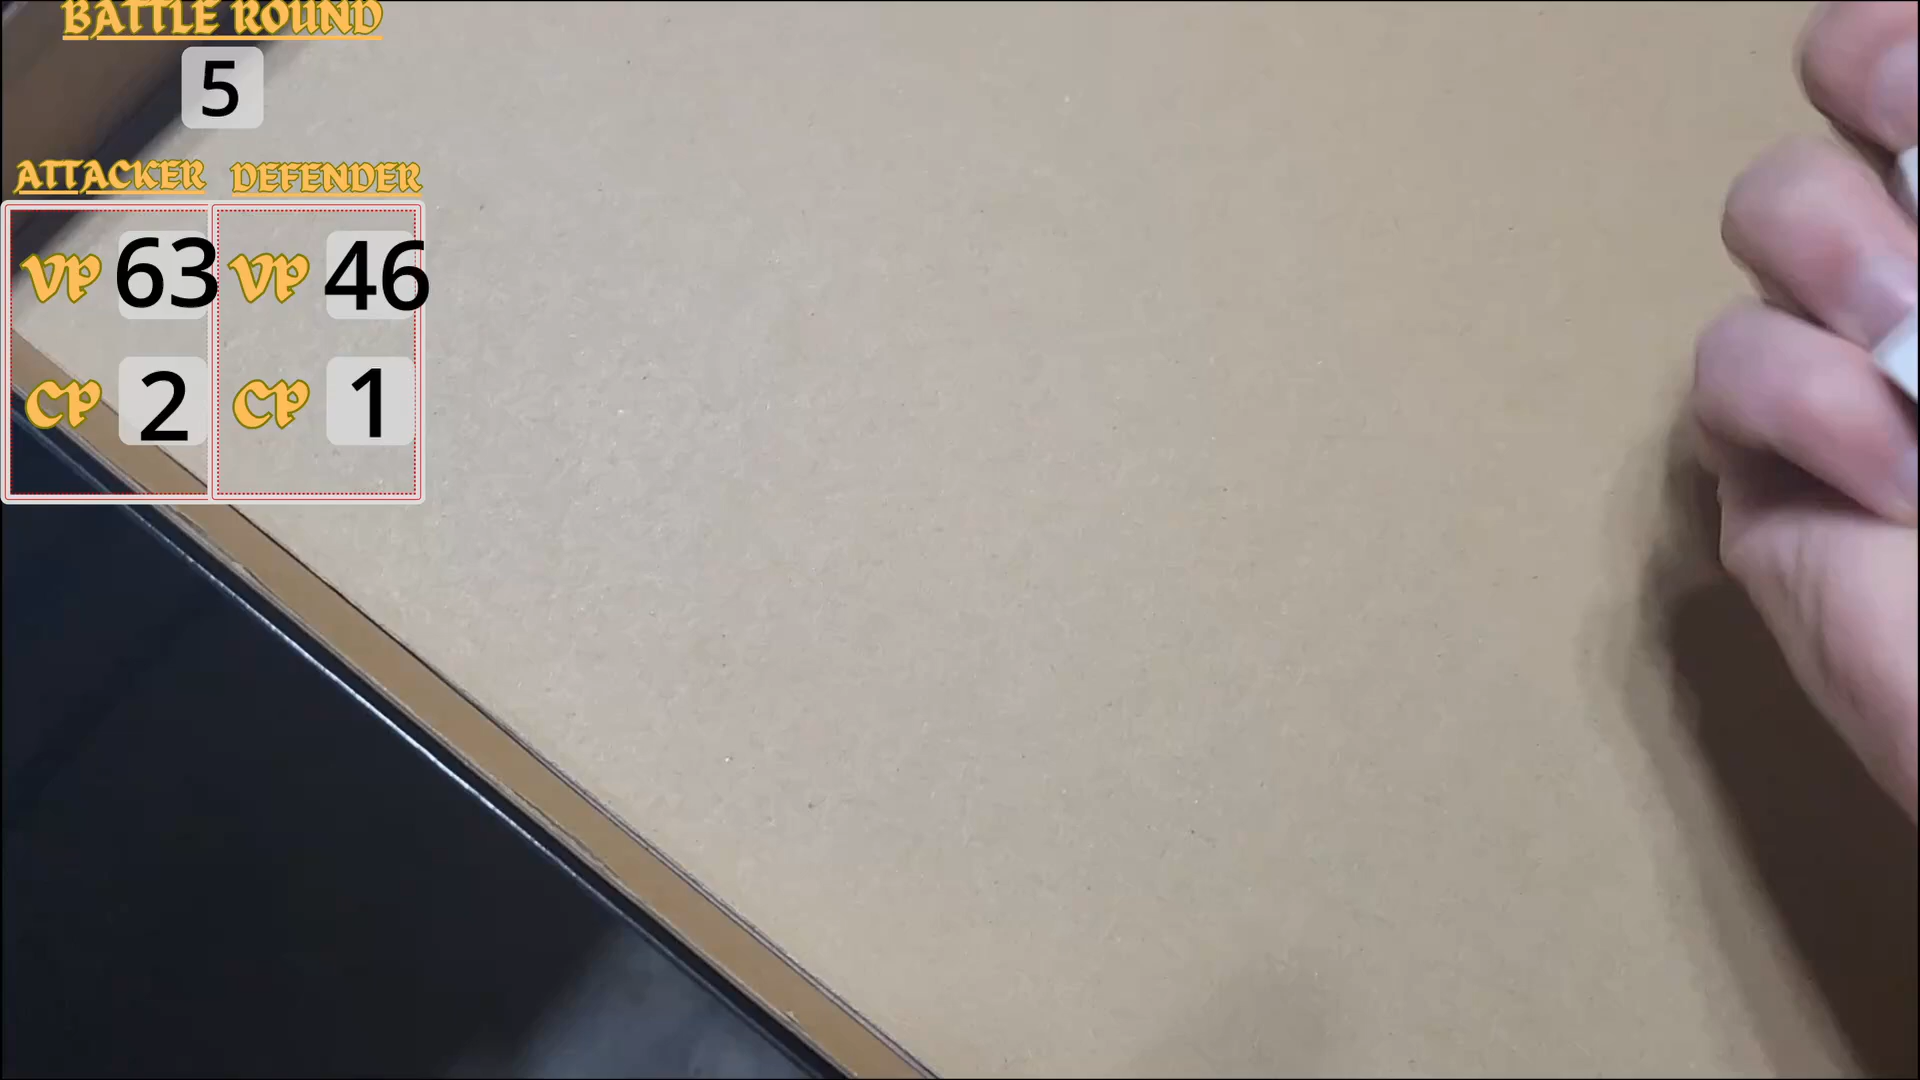 BATTLE ROUND
5
ATTACKER DEFENDER
VP 63 VP 46
CP 2 CP 1